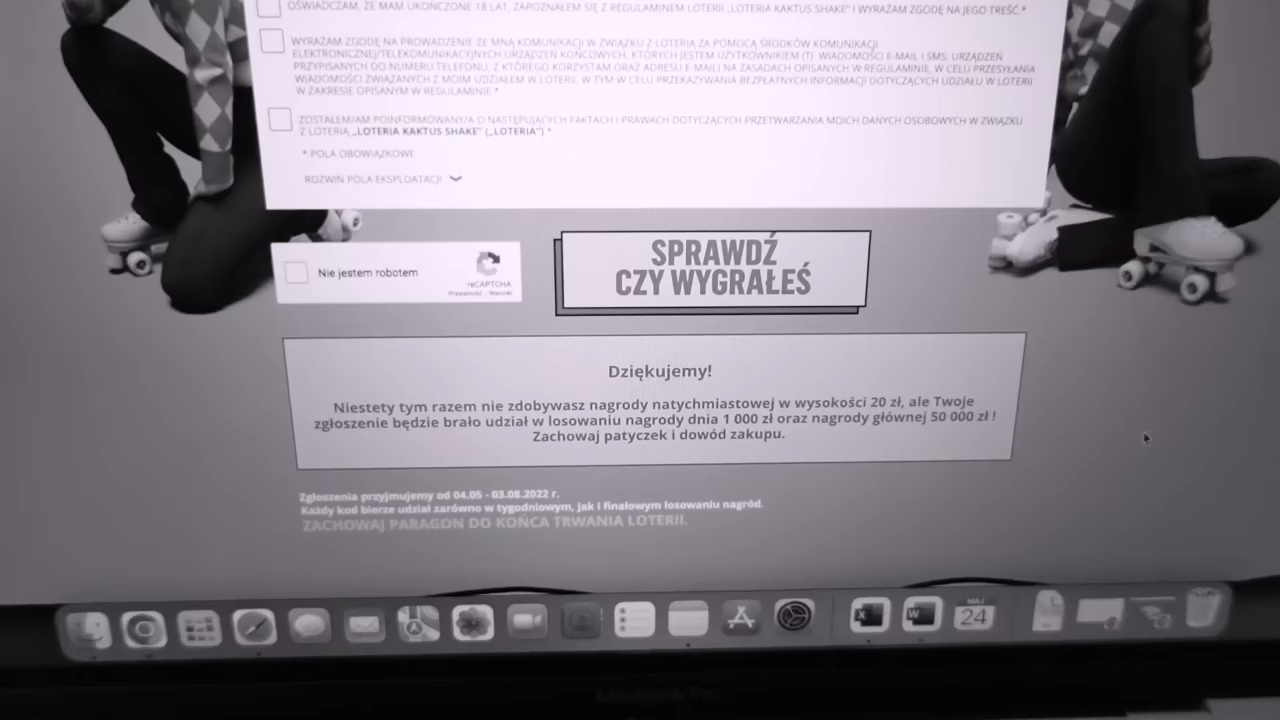 OŚWIADCZAM, ŻE MAM UKOŃCZONE 18 LAT, ZAPOZNAŁEM SIĘ Z REGULAMINEM LOTERII „LOTERIA KAKTUS SHAKE” I WYRAŻAM ZGODĘ NA JEGO TREŚĆ.*
WYRAŻAM ZGODĘ NA PROWADZENIE ZE MNĄ KOMUNIKACJI W ZWIĄZKU Z LOTERIĄ ZA POMOCĄ ŚRODKÓW KOMUNIKACJI
ELEKTRONICZNEJ/TELEKOMUNIKACYJNYCH URZĄDZEŃ KOŃCOWYCH, KTÓRYCH JESTEM UŻYTKOWNIKIEM (TJ. WIADOMOŚCI E-MAIL I SMS; URZĄDZEŃ
PRZYPISANYCH DO NUMERU TELEFONU, Z KTÓREGO KORZYSTAM ORAZ ADRESU E-MAIL) NA ZASADACH OPISANYCH W REGULAMINIE, W CELU PRZESYŁANIA
WIADOMOŚCI ZWIĄZANYCH Z MOIM UDZIAŁEM W LOTERII, W TYM W CELU PRZEKAZYWANIA BEZPŁATNYCH INFORMACJI DOTYCZĄCYCH UDZIAŁU W LOTERII
W ZAKRESIE OPISANYM W REGULAMINIE *
ZOSTAŁEM/AM POINFORMOWANY/A O NASTĘPUJĄCYCH FAKTACH I PRAWACH DOTYCZĄCYCH PRZETWARZANIA MOICH DANYCH OSOBOWYCH W ZWIĄZKU
Z LOTERIĄ „LOTERIA KAKTUS SHAKE” („LOTERIA”) *
* POLA OBOWIĄZKOWE
ROZWIŃ POLA EKSPLOATACJI
Nie jestem robotem
reCAPTCHA
Prywatność - Warunki
SPRAWDŹ
CZY WYGRAŁEŚ
Dziękujemy!
Niestety tym razem nie zdobywasz nagrody natychmiastowej w wysokości 20 zł, ale Twoje
zgłoszenie będzie brało udział w losowaniu nagrody dnia 1 000 zł oraz nagrody głównej 50 000 zł !
Zachowaj patyczek i dowód zakupu.
Zgłoszenia przyjmujemy od 04.05 - 03.08.2022 r.
Każdy kod bierze udział zarówno w tygodniowym, jak i finałowym losowaniu nagród.
ZACHOWAJ PARAGON DO KOŃCA TRWANIA LOTERII.
X
W
MAJ
24
MacBook Pro